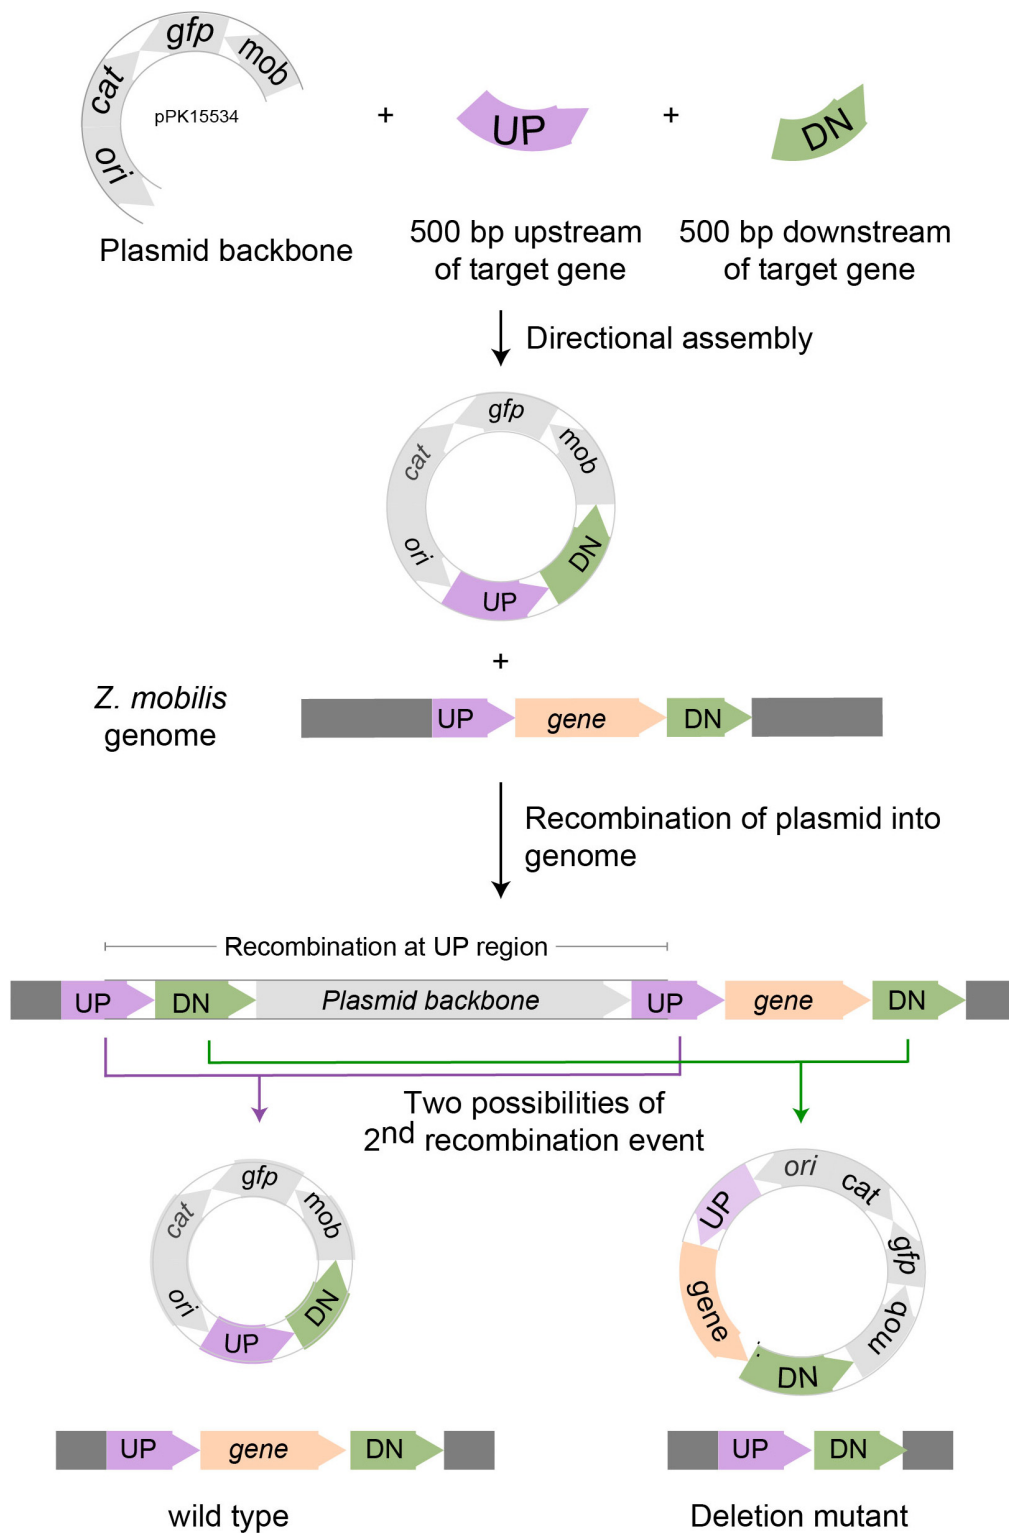 gfp
mob
cat
pPK15534
ori
+
UP
+
DN
Plasmid backbone
500 bp upstream
of target gene
500 bp downstream
of target gene
Directional assembly
gfp
mob
cat
ori
DN
UP
+
Z. mobilis
genome
UP
gene
DN
Recombination of plasmid into
genome
Recombination at UP region
UP
DN
Plasmid backbone
UP
gene
DN
Two possibilities of
2nd recombination event
gfp
mob
cat
ori
DN
UP
ori
cat
UP
gfp
gene
mob
DN
UP
gene
DN
UP
DN
wild type
Deletion mutant